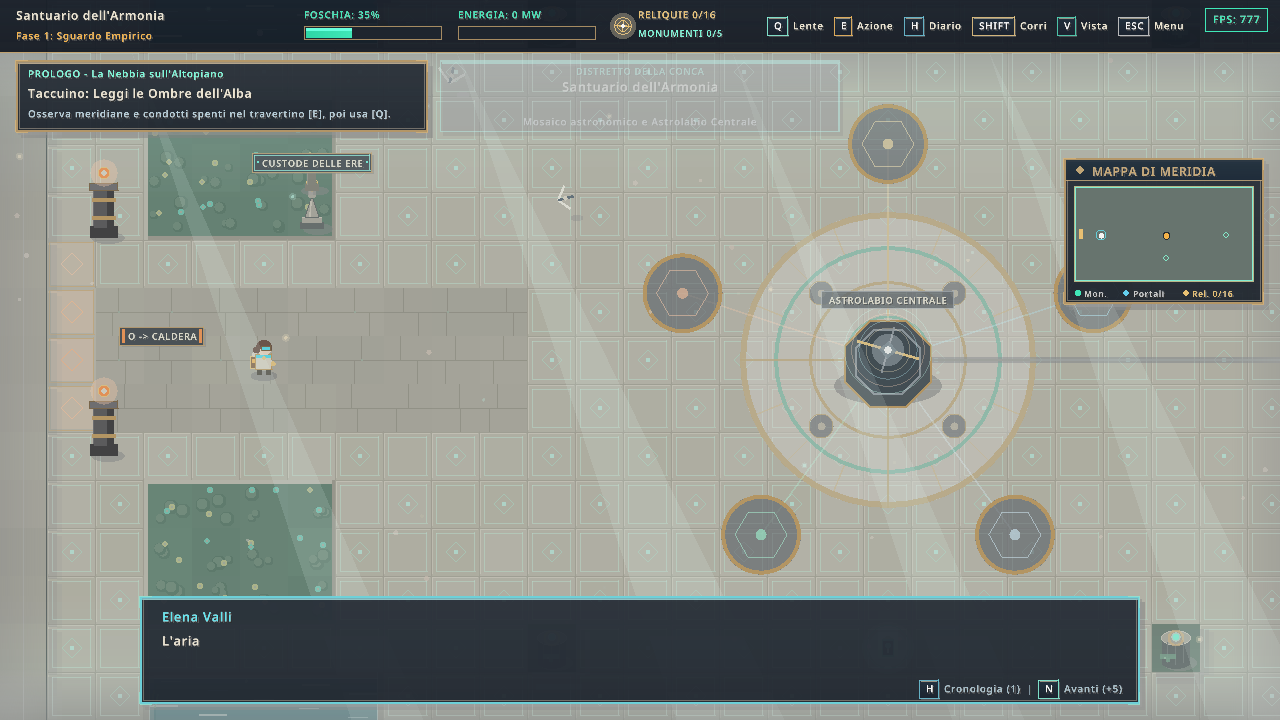 Santuario dell'Armonia
Fase 1: Sguardo Empirico
FOSCHIA: 35%
ENERGIA: 0 MW
RELIQUIE 0/16
MONUMENTI 0/5
Q Lente E Azione H Diario SHIFT Corri V Vista ESC Menu
FPS: 777
PROLOGO - La Nebbia sull'Altopiano
Taccuino: Leggi le Ombre dell'Alba
Osserva meridiane e condotti spenti nel travertino [E], poi usa [Q].
DISTRETTO DELLA CONCA
Santuario dell'Armonia
Mosaico astronomico e Astrolabio Centrale
CUSTODE DELLE ERE
MAPPA DI MERIDIA
Mon. Portali Rel. 0/16
ASTROLABIO CENTRALE
O -> CALDERA
Elena Valli
L'aria
H Cronologia (1) | N Avanti (+5)